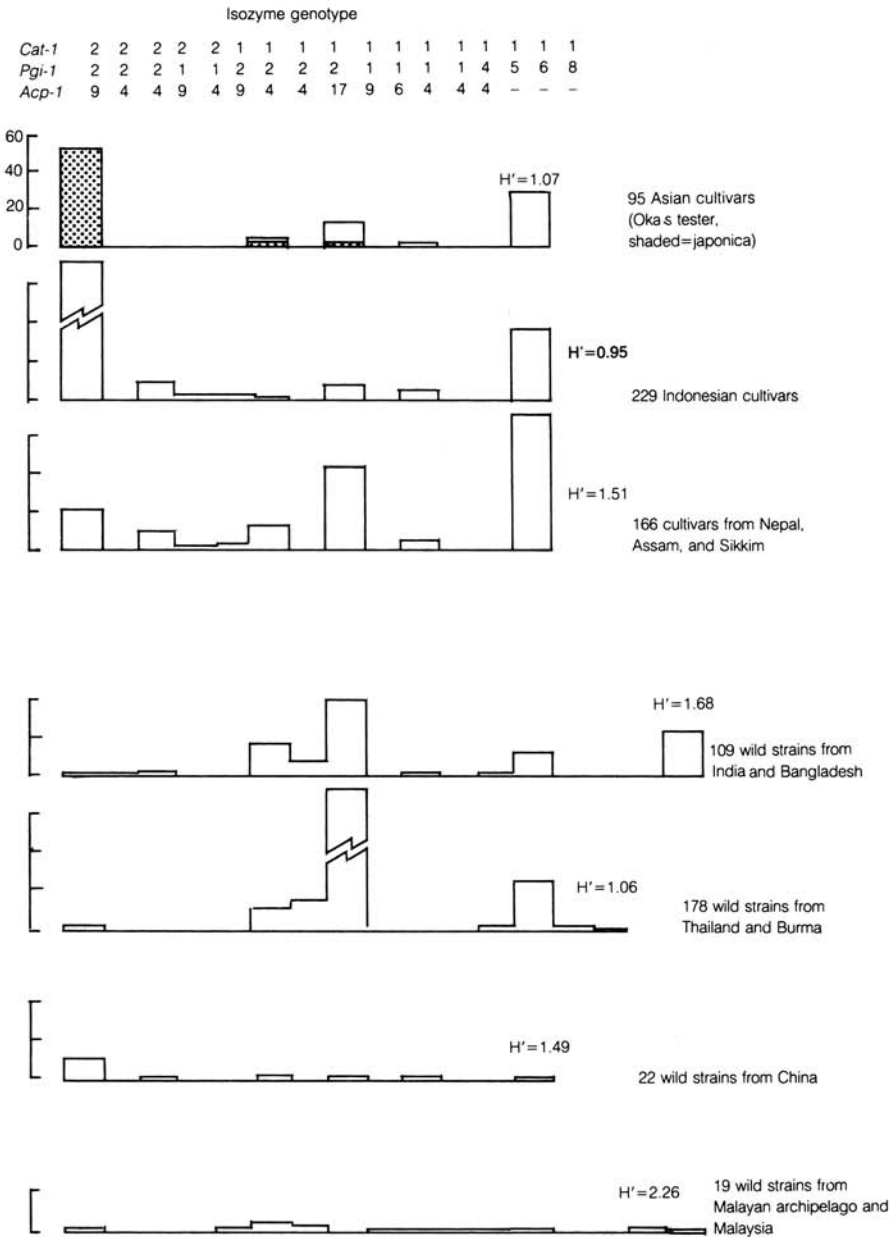 Isozyme genotype
Cat-1 2 2 2 2 2 1 1 1 1 1 1 1 1 1 1 1 1
Pgi-1 2 2 2 1 1 2 2 2 2 1 1 1 1 4 5 6 8
Acp-1 9 4 4 9 4 9 4 4 17 9 6 4 4 4 – – –
60
40
20
0
H'=1.07
95 Asian cultivars
(Oka s tester,
shaded=japonica)
H'=0.95
229 Indonesian cultivars
H'=1.51
166 cultivars from Nepal,
Assam, and Sikkim
H'=1.68
109 wild strains from
India and Bangladesh
H'=1.06
178 wild strains from
Thailand and Burma
H'=1.49
22 wild strains from China
H'=2.26
19 wild strains from
Malayan archipelago and
Malaysia